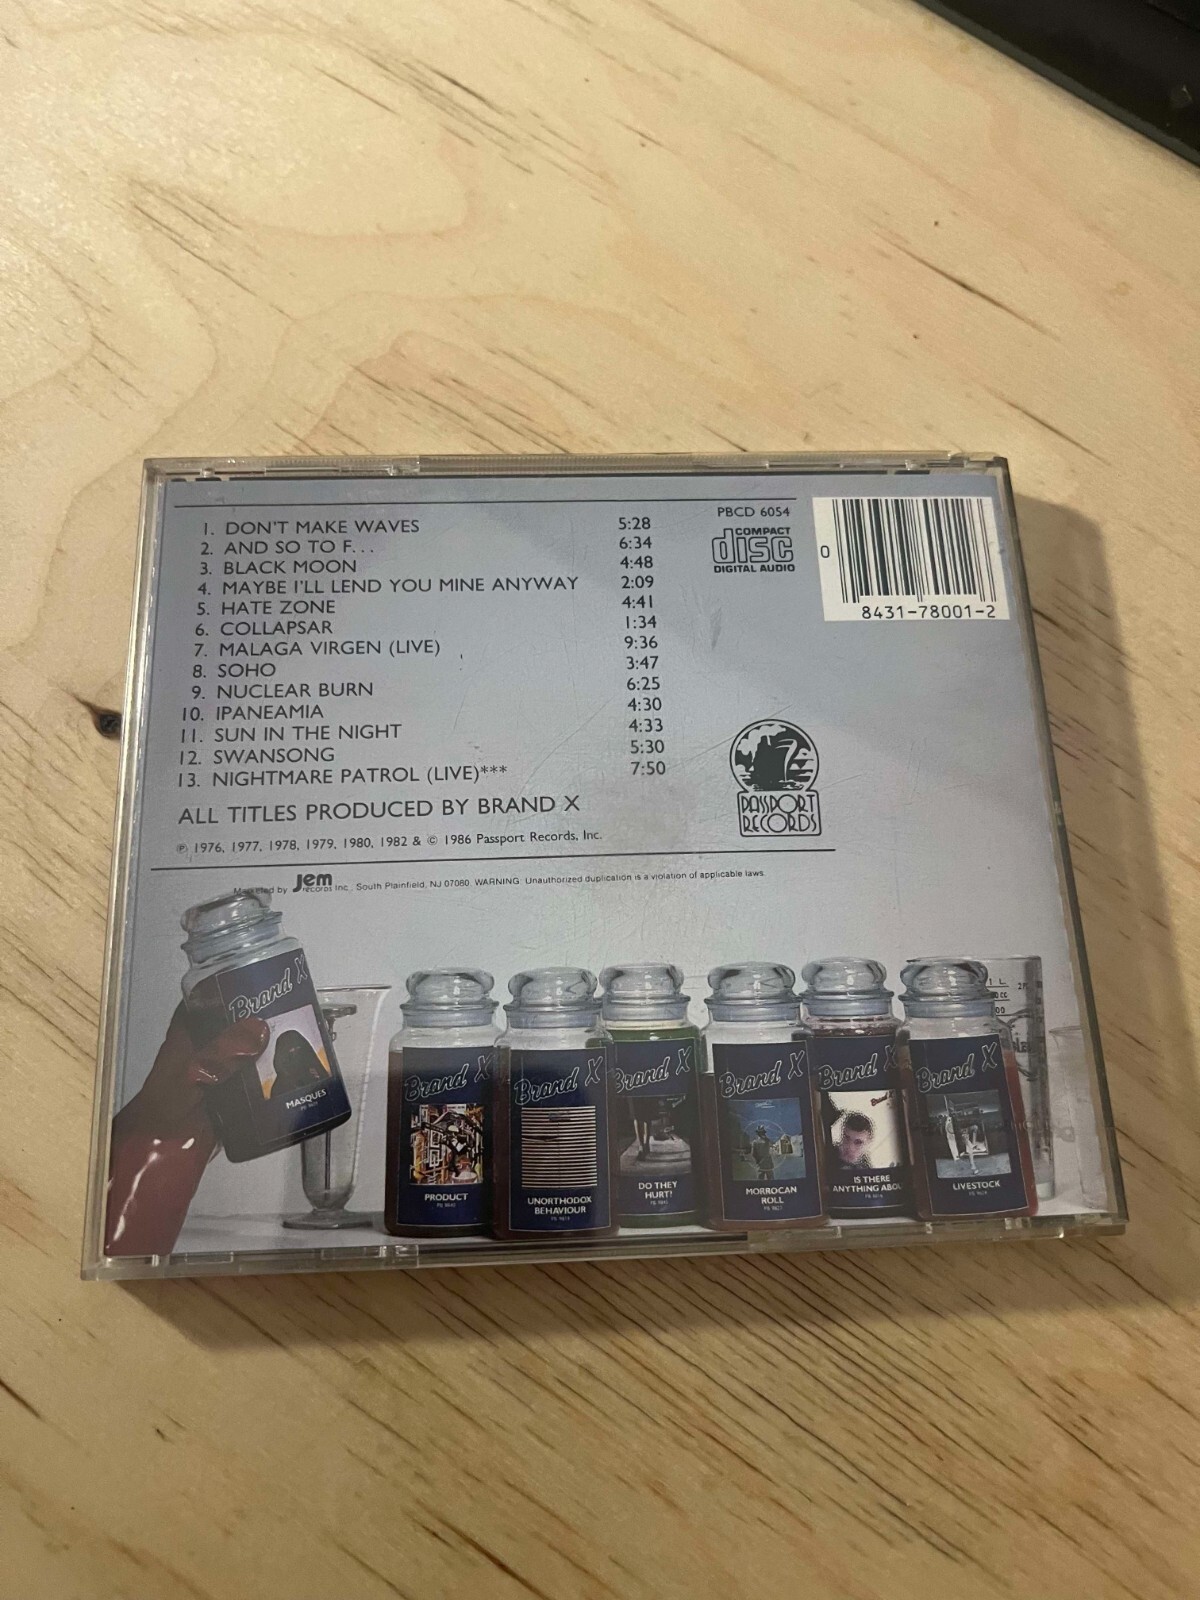 1. DON'T MAKE WAVES 5:28
2. AND SO TO F... 6:34
3. BLACK MOON 4:48
4. MAYBE I'LL LEND YOU MINE ANYWAY 2:09
5. HATE ZONE 4:41
6. COLLAPSAR 1:34
7. MALAGA VIRGEN (LIVE) 9:36
8. SOHO 3:47
9. NUCLEAR BURN 6:25
10. IPANEAMIA 4:30
11. SUN IN THE NIGHT 4:33
12. SWANSONG 5:30
13. NIGHTMARE PATROL (LIVE)*** 7:50
ALL TITLES PRODUCED BY BRAND X
℗ 1976, 1977, 1978, 1979, 1980, 1982 & © 1986 Passport Records, Inc.
Marketed by Jem records Inc., South Plainfield, NJ 07080. WARNING: Unauthorized duplication is a violation of applicable laws.
PBCD 6054
COMPACT
disc
DIGITAL AUDIO
0 8431-78001-2
PASSPORT
RECORDS
Brand X
MASQUES
Brand X
PRODUCT
Brand X
UNORTHODOX
BEHAVIOUR
Brand X
DO THEY
HURT?
Brand X
MORROCAN
ROLL
Brand X
IS THERE
ANYTHING ABOU
Brand X
LIVESTOCK